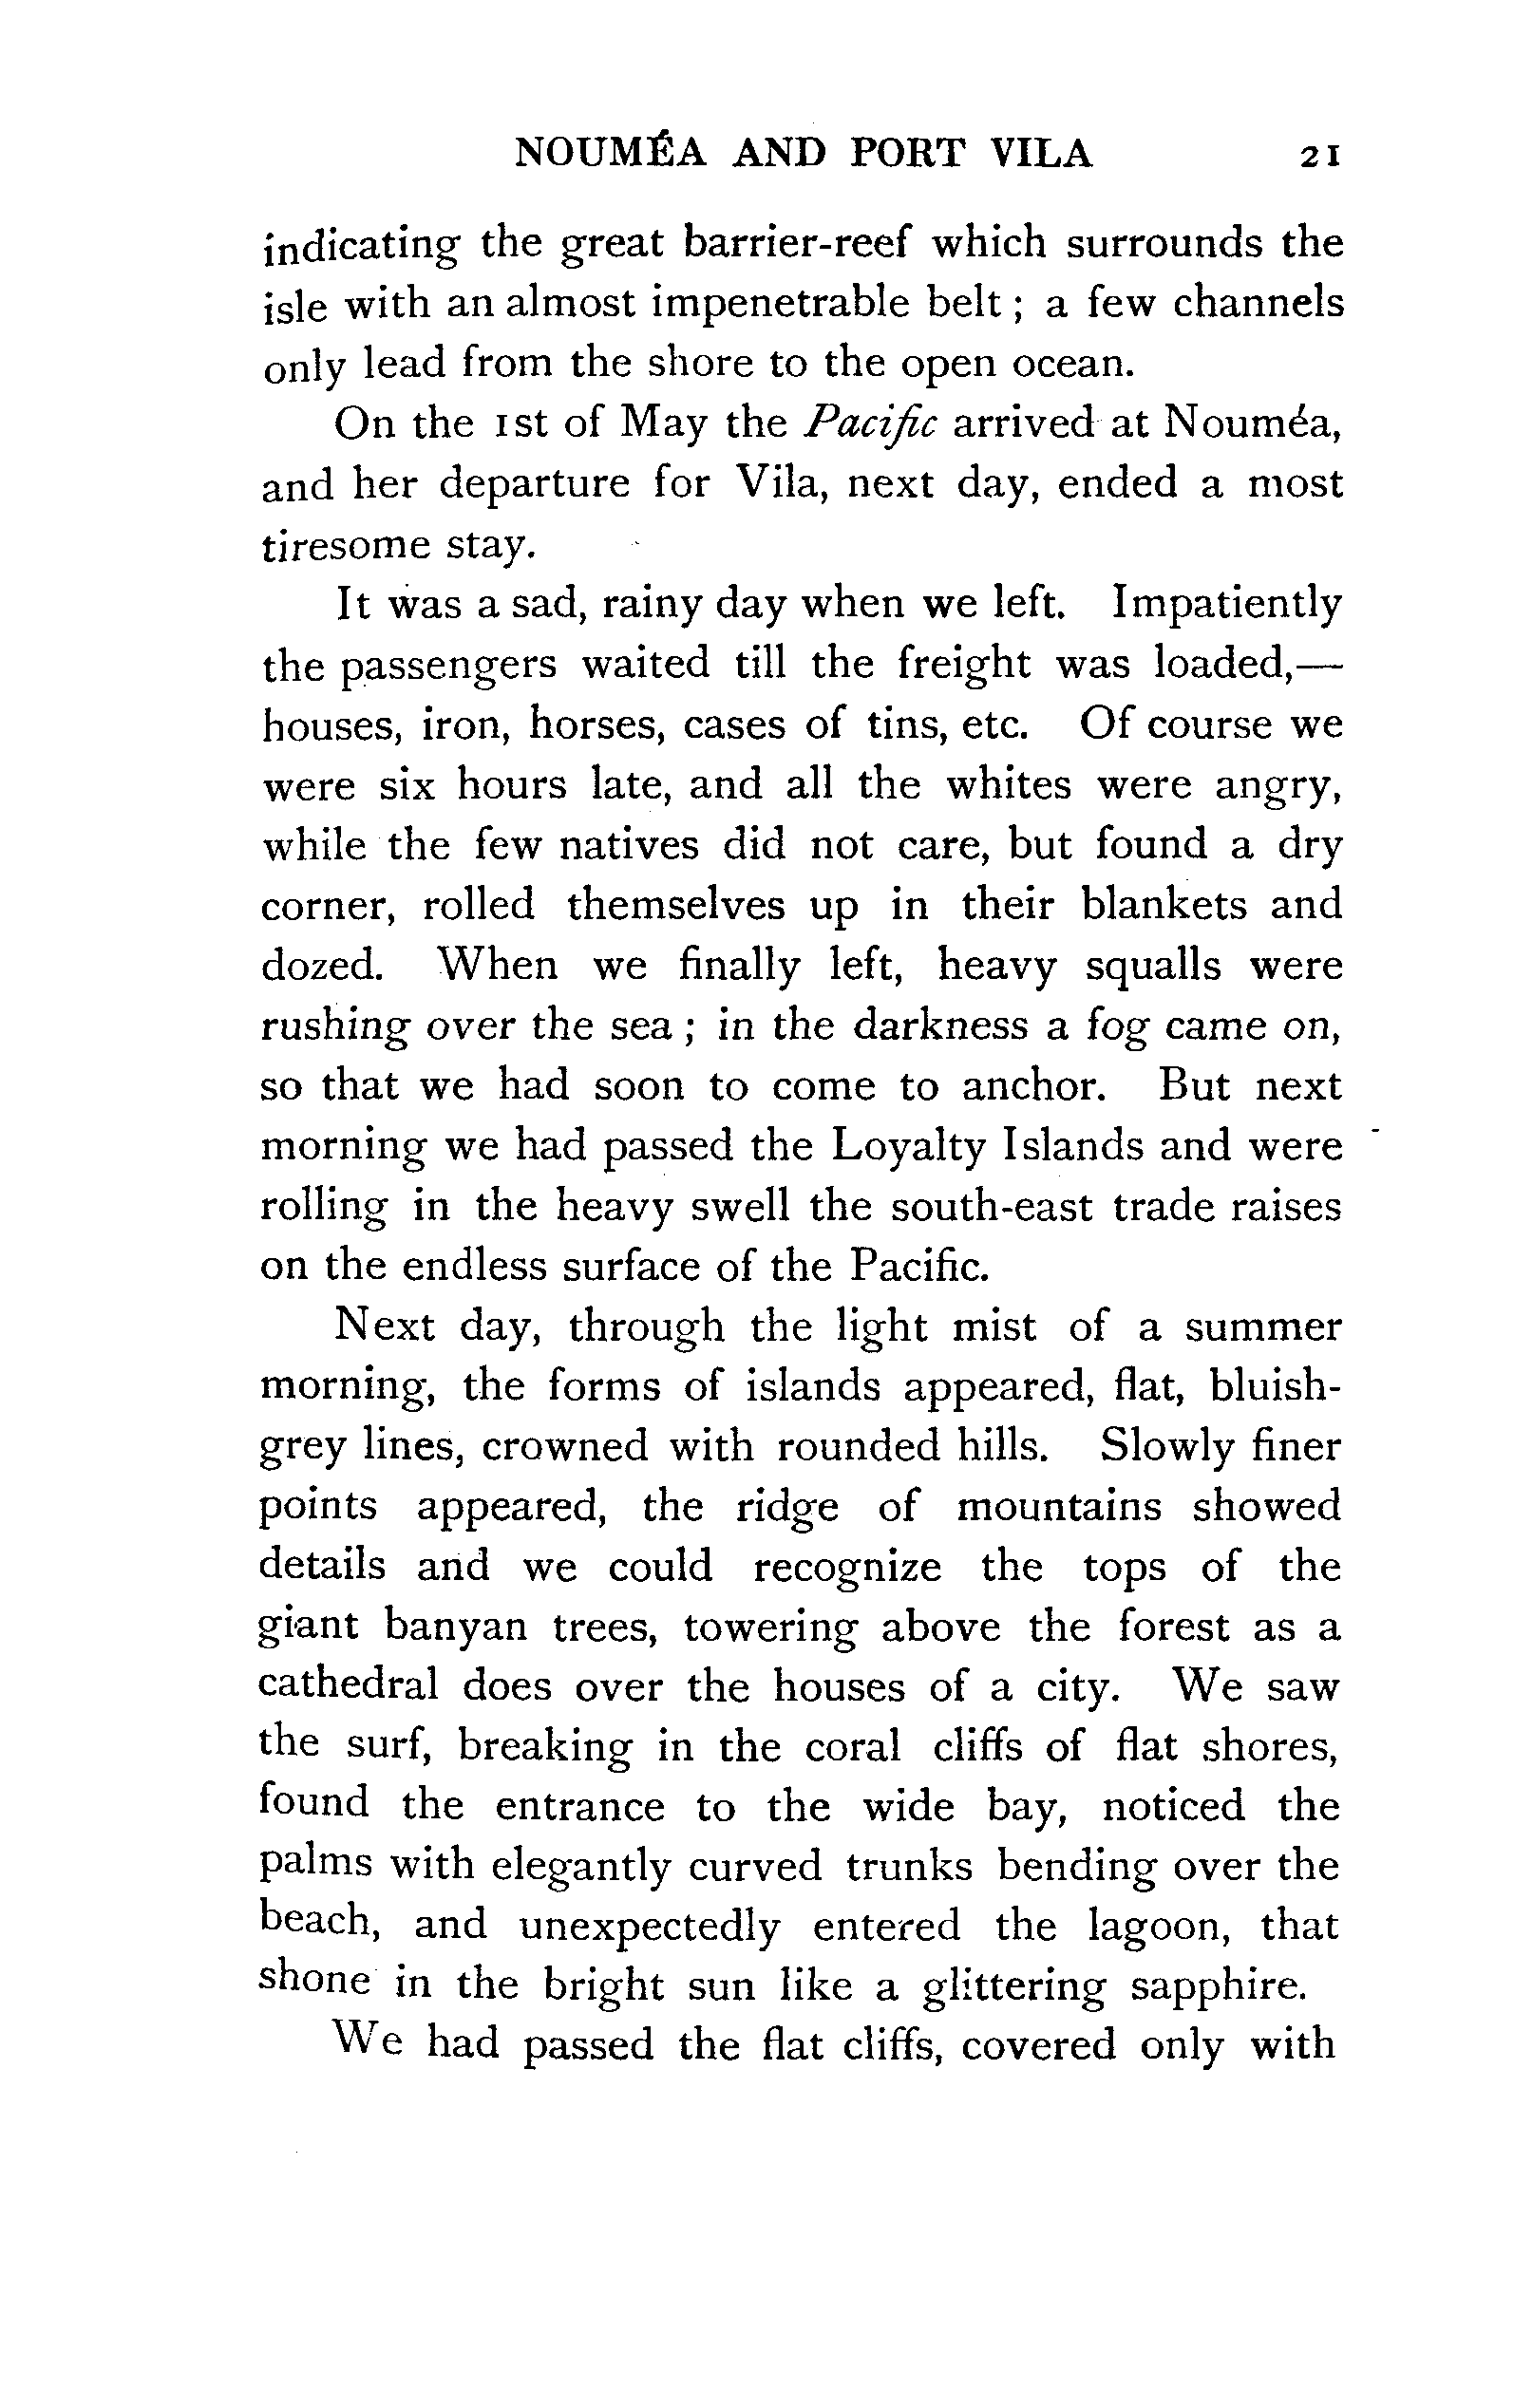 NOUMÉA AND PORT VILA 21
indicating the great barrier-reef which surrounds the
isle with an almost impenetrable belt ; a few channels
only lead from the shore to the open ocean.
On the 1st of May the Pacific arrived at Nouméa,
and her departure for Vila, next day, ended a most
tiresome stay.
It was a sad, rainy day when we left. Impatiently
the passengers waited till the freight was loaded,—
houses, iron, horses, cases of tins, etc. Of course we
were six hours late, and all the whites were angry,
while the few natives did not care, but found a dry
corner, rolled themselves up in their blankets and
dozed. When we finally left, heavy squalls were
rushing over the sea ; in the darkness a fog came on,
so that we had soon to come to anchor. But next
morning we had passed the Loyalty Islands and were
rolling in the heavy swell the south-east trade raises
on the endless surface of the Pacific.
Next day, through the light mist of a summer
morning, the forms of islands appeared, flat, bluish-
grey lines, crowned with rounded hills. Slowly finer
points appeared, the ridge of mountains showed
details and we could recognize the tops of the
giant banyan trees, towering above the forest as a
cathedral does over the houses of a city. We saw
the surf, breaking in the coral cliffs of flat shores,
found the entrance to the wide bay, noticed the
palms with elegantly curved trunks bending over the
beach, and unexpectedly entered the lagoon, that
shone in the bright sun like a glittering sapphire.
We had passed the flat cliffs, covered only with